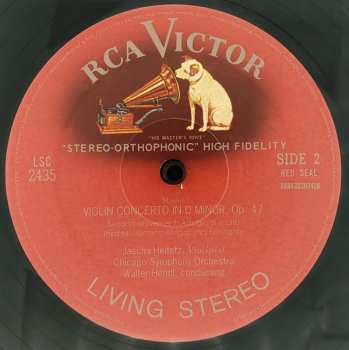 RCA VICTOR
"HIS MASTER'S VOICE"
"STEREO-ORTHOPHONIC" HIGH FIDELITY
LSC
2435
SIDE 2
RED SEAL
VIOLIN CONCERTO IN D MINOR, Op. 47
Jascha Heifetz, Violinist
Chicago Symphony Orchestra
Walter Hendl, conducting
LIVING STEREO